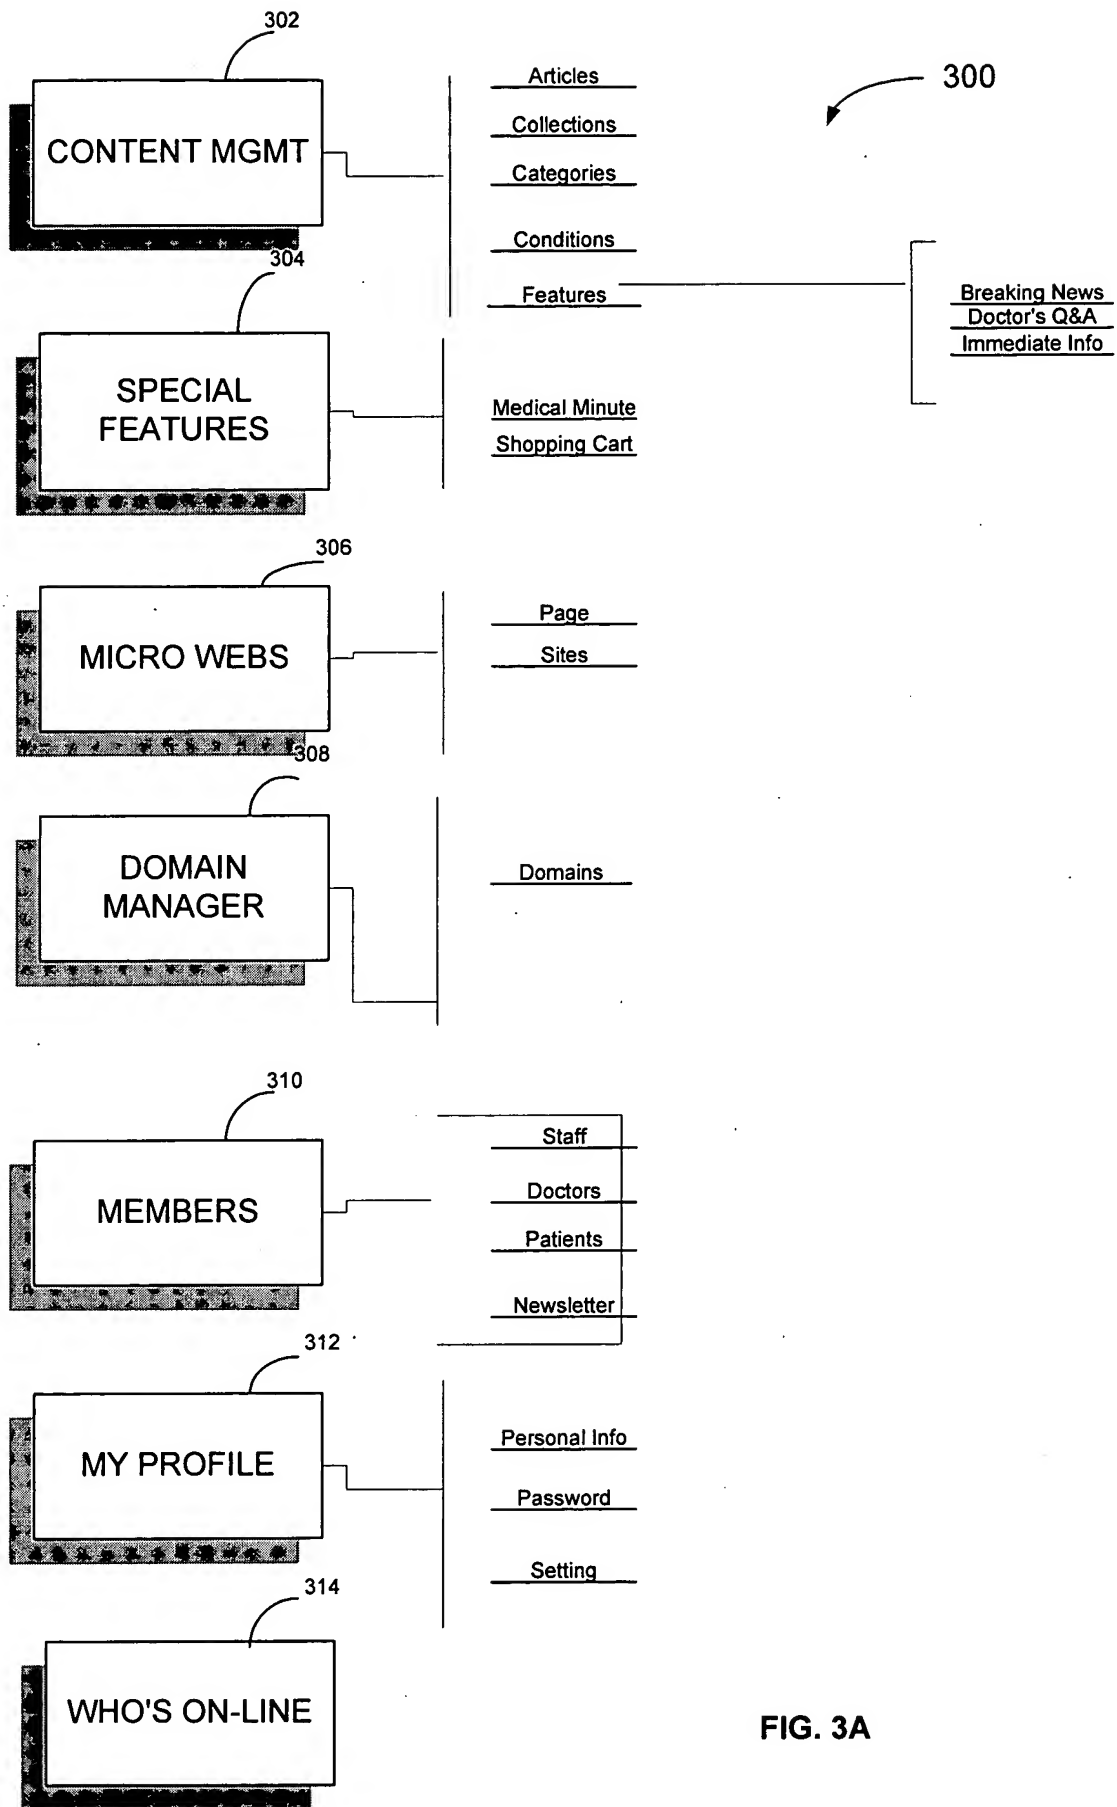 302
CONTENT MGMT
Articles
Collections
Categories
Conditions
Features
300
Breaking News
Doctor's Q&A
Immediate Info
304
SPECIAL
FEATURES
Medical Minute
Shopping Cart
306
MICRO WEBS
Page
Sites
308
DOMAIN
MANAGER
Domains
310
MEMBERS
Staff
Doctors
Patients
Newsletter
312
MY PROFILE
Personal Info
Password
Setting
314
WHO'S ON-LINE
FIG. 3A